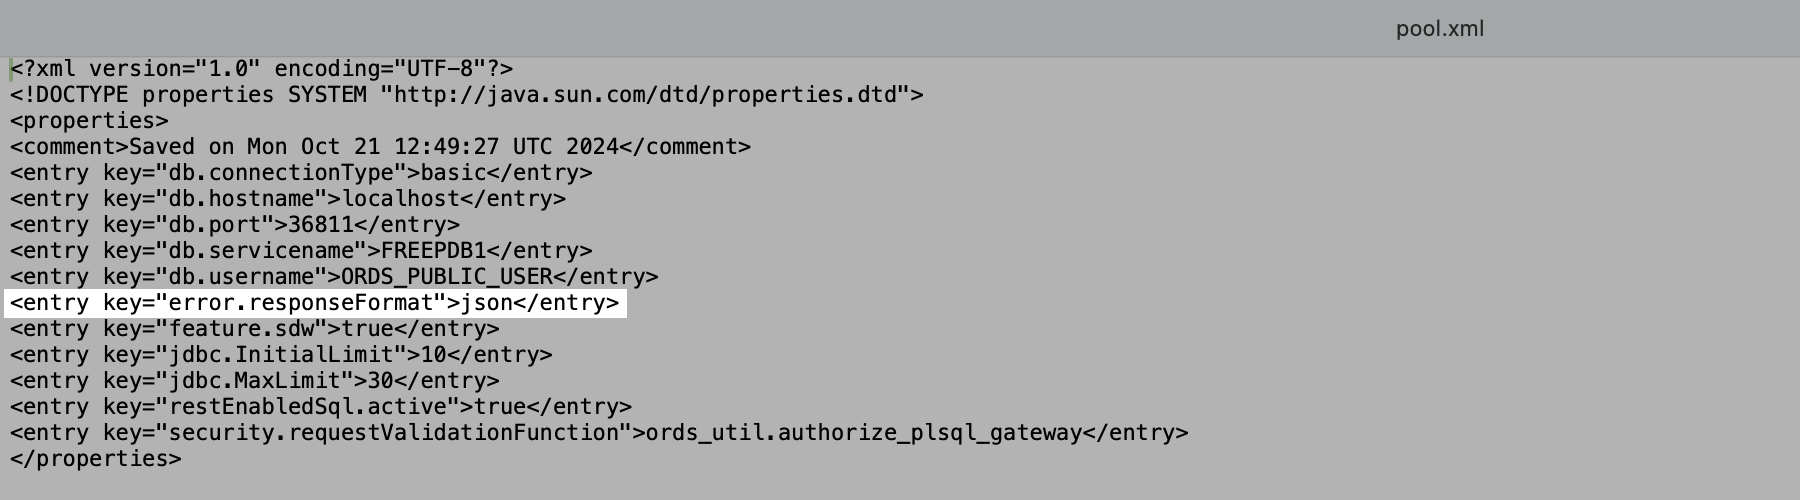 pool.xml
<?xml version="1.0" encoding="UTF-8"?>
<!DOCTYPE properties SYSTEM "http://java.sun.com/dtd/properties.dtd">
<properties>
<comment>Saved on Mon Oct 21 12:49:27 UTC 2024</comment>
<entry key="db.connectionType">basic</entry>
<entry key="db.hostname">localhost</entry>
<entry key="db.port">36811</entry>
<entry key="db.servicename">FREEPDB1</entry>
<entry key="db.username">ORDS_PUBLIC_USER</entry>
<entry key="error.responseFormat">json</entry>
<entry key="feature.sdw">true</entry>
<entry key="jdbc.InitialLimit">10</entry>
<entry key="jdbc.MaxLimit">30</entry>
<entry key="restEnabledSql.active">true</entry>
<entry key="security.requestValidationFunction">ords_util.authorize_plsql_gateway</entry>
</properties>